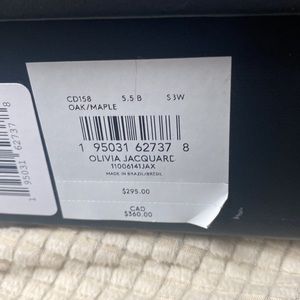 CD158 5.5 B S3W
OAK/MAPLE
1 95031 62737 8
OLIVIA JACQUARD
11006141JAX
MADE IN BRAZIL/BRÉSIL
$295.00
CAD
$360.00
1 95031 62737 8